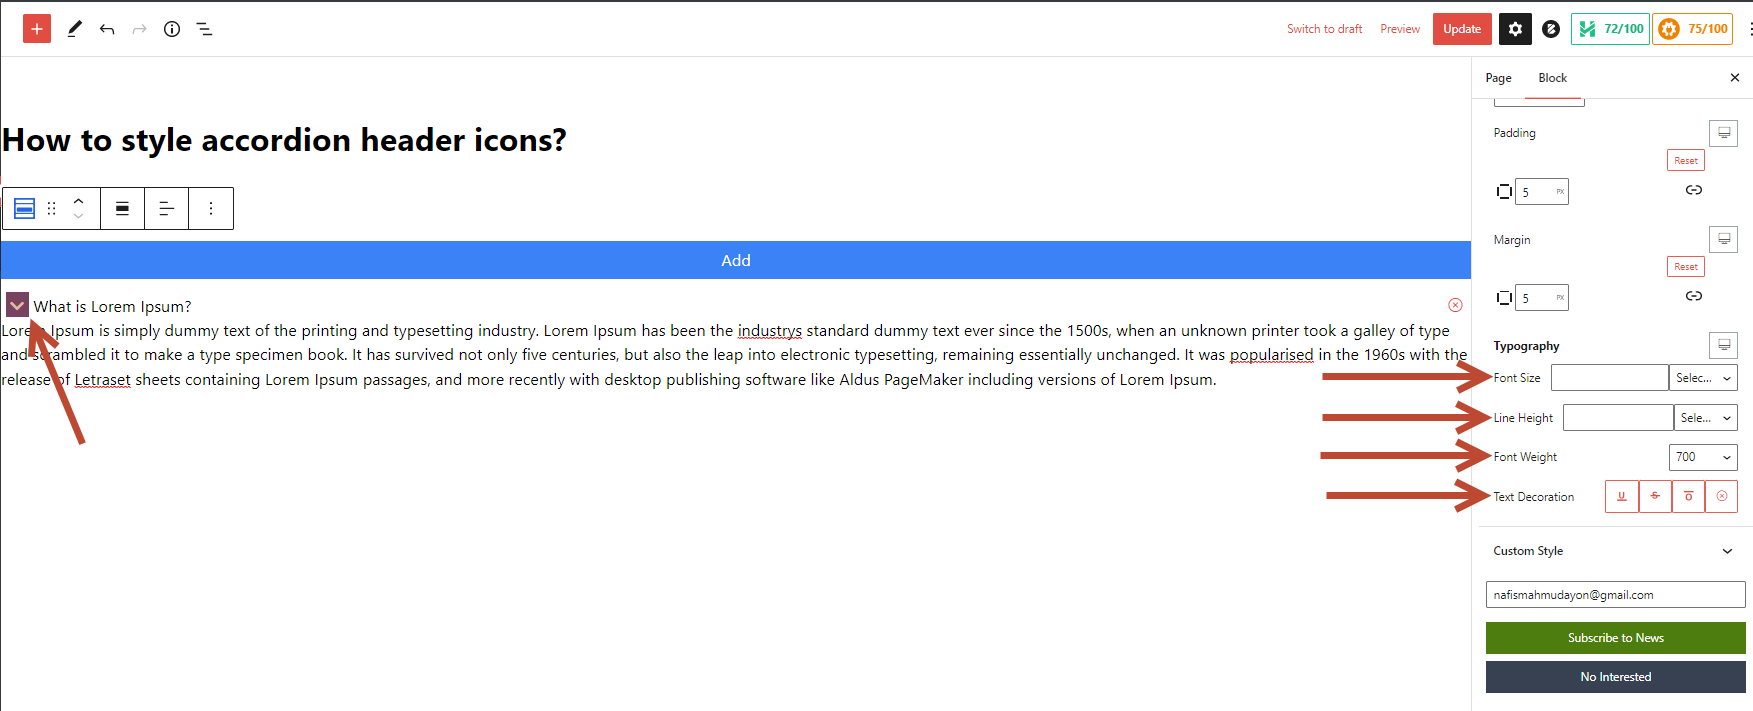 Switch to draft Preview Update 72/100 75/100
Page Block
How to style accordion header icons?
Padding
Reset
5 PX
Add
Margin
Reset
5 PX
What is Lorem Ipsum?
Lorem Ipsum is simply dummy text of the printing and typesetting industry. Lorem Ipsum has been the industrys standard dummy text ever since the 1500s, when an unknown printer took a galley of type
and scrambled it to make a type specimen book. It has survived not only five centuries, but also the leap into electronic typesetting, remaining essentially unchanged. It was popularised in the 1960s with the
release of Letraset sheets containing Lorem Ipsum passages, and more recently with desktop publishing software like Aldus PageMaker including versions of Lorem Ipsum.
Typography
Font Size Selec...
Line Height Sele...
Font Weight 700
Text Decoration U S O
Custom Style
nafismahmudayon@gmail.com
Subscribe to News
No Interested